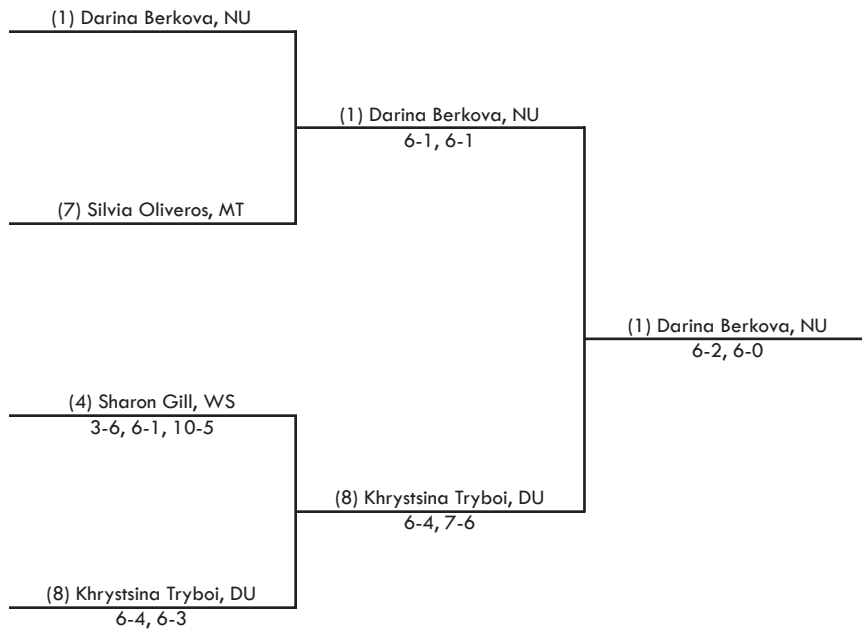 (1) Darina Berkova, NU
(1) Darina Berkova, NU
6-1, 6-1
(7) Silvia Oliveros, MT
(1) Darina Berkova, NU
6-2, 6-0
(4) Sharon Gill, WS
3-6, 6-1, 10-5
(8) Khrystsina Tryboi, DU
6-4, 7-6
(8) Khrystsina Tryboi, DU
6-4, 6-3